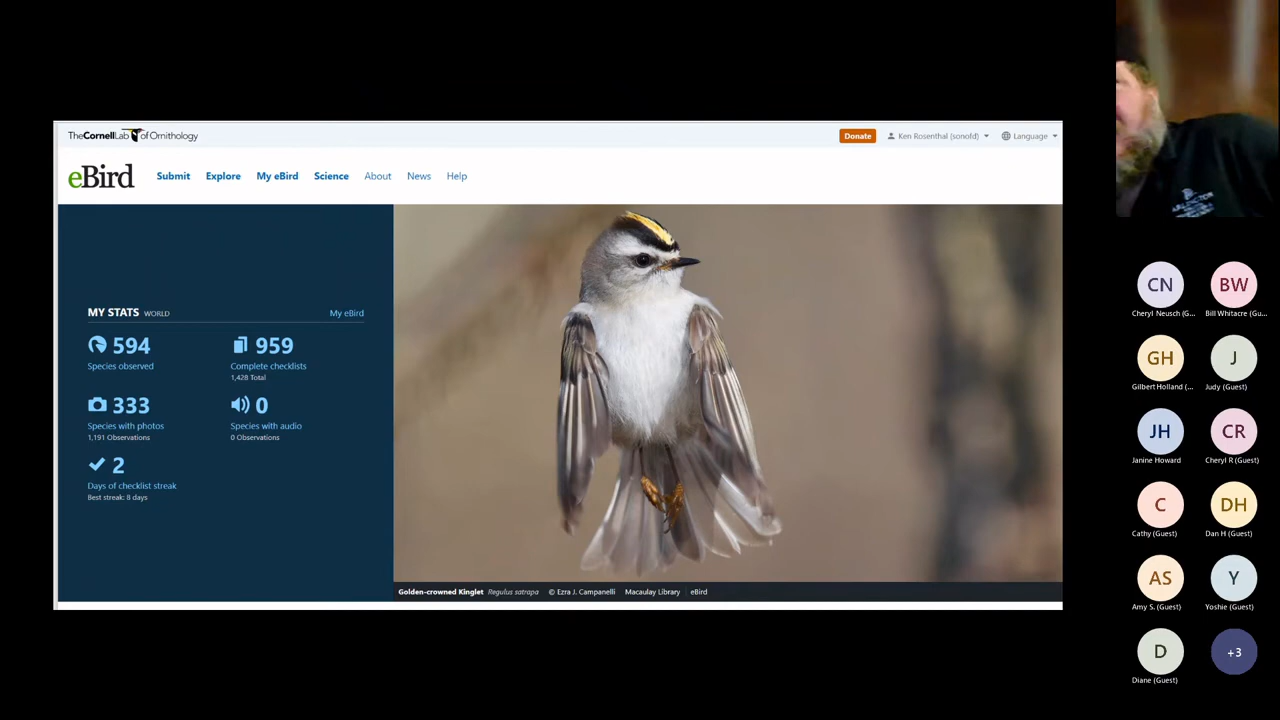 TheCornellLab of Ornithology
Donate
Ken Rosenthal (sonofd)
Language
eBird
Submit Explore My eBird Science About News Help
MY STATS WORLD
My eBird
594
Species observed
959
Complete checklists
1,428 Total
333
Species with photos
1,191 Observations
0
Species with audio
0 Observations
2
Days of checklist streak
Best streak: 8 days
Golden-crowned Kinglet Regulus satrapa © Ezra J. Campanelli Macaulay Library eBird
CN BW
Cheryl Neusch (G... Bill Whitacre (Gu...
GH J
Gilbert Holland (... Judy (Guest)
JH CR
Janine Howard Cheryl R (Guest)
C DH
Cathy (Guest) Dan H (Guest)
AS Y
Amy S. (Guest) Yoshie (Guest)
D +3
Diane (Guest)